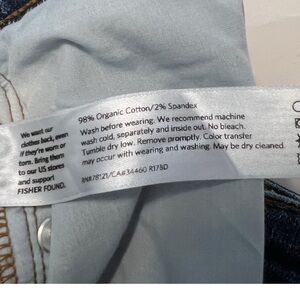 We want our
clothes back, even
if they're worn or
torn. Bring them
to our US stores
and support
FISHER FOUND.
98% Organic Cotton/2% Spandex
Wash before wearing. We recommend machine
wash cold, separately and inside out. No bleach.
Tumble dry low. Remove promptly. Color transfer
may occur with wearing and washing. May be dry cleaned.
RN#78121/CA#34460 R17BD